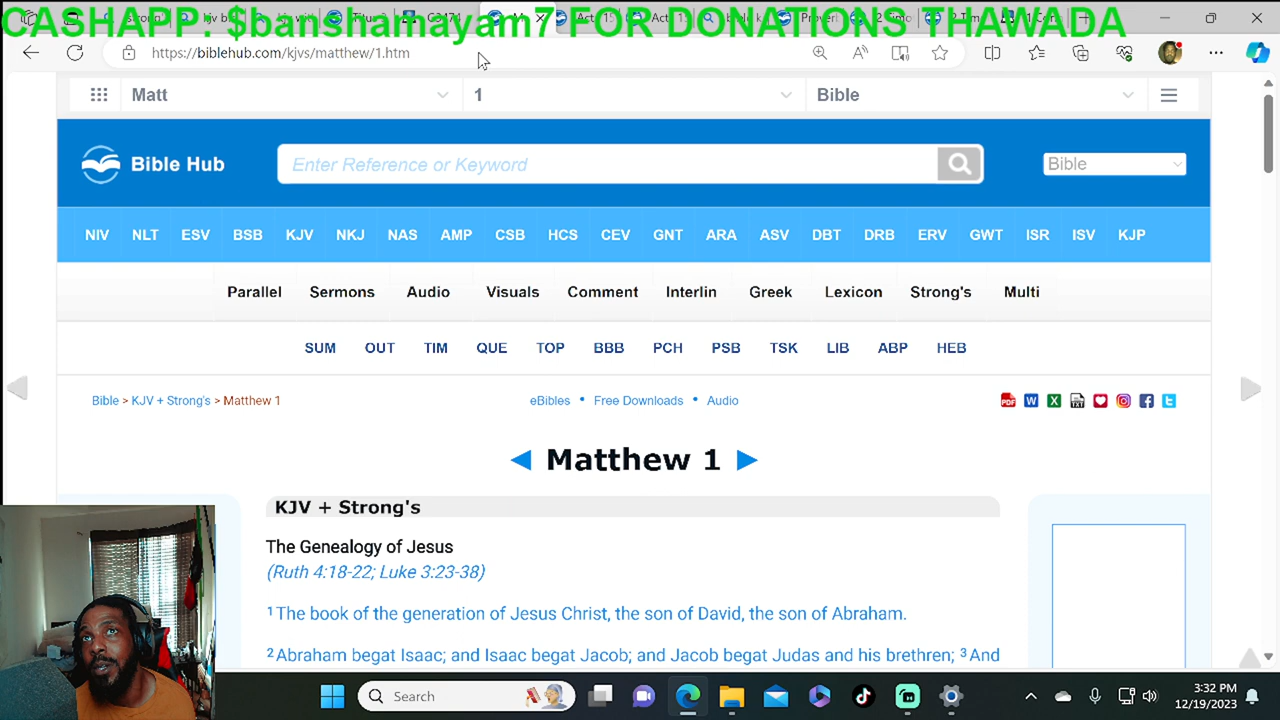 CASHAPP: $banshamayam7 FOR DONATIONS THAWADA
https://biblehub.com/kjvs/matthew/1.htm
Matt 1 Bible
Bible Hub Enter Reference or Keyword Bible
NIV NLT ESV BSB KJV NKJ NAS AMP CSB HCS CEV GNT ARA ASV DBT DRB ERV GWT ISR ISV KJP
Parallel Sermons Audio Visuals Comment Interlin Greek Lexicon Strong's Multi
SUM OUT TIM QUE TOP BBB PCH PSB TSK LIB ABP HEB
Bible > KJV + Strong's > Matthew 1 eBibles • Free Downloads • Audio
◄ Matthew 1 ►
KJV + Strong's
The Genealogy of Jesus
(Ruth 4:18-22; Luke 3:23-38)
1 The book of the generation of Jesus Christ, the son of David, the son of Abraham.
2 Abraham begat Isaac; and Isaac begat Jacob; and Jacob begat Judas and his brethren; 3 And
Search 3:32 PM
12/19/2023